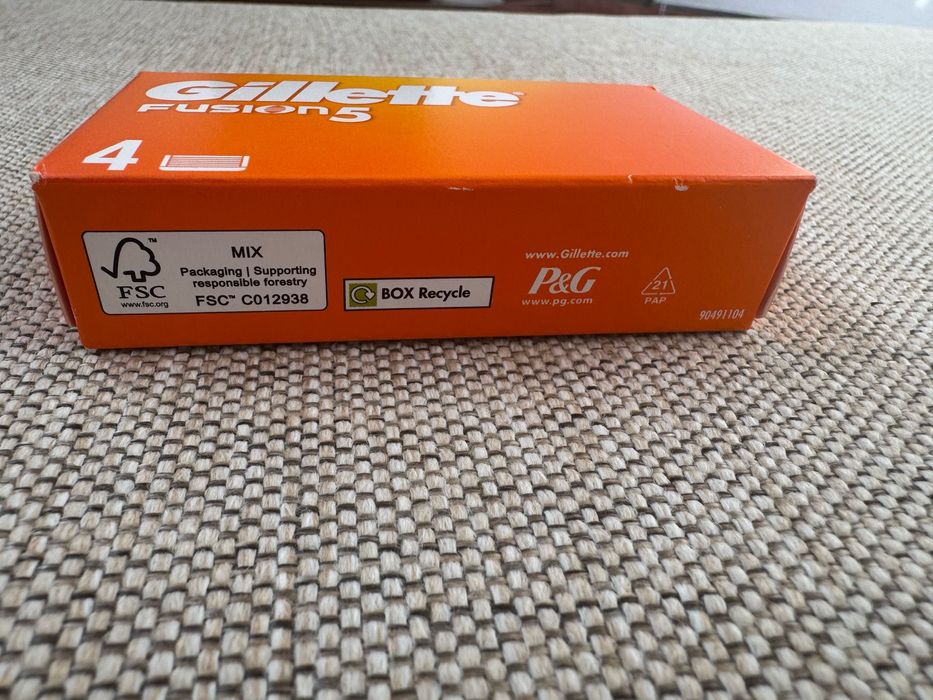 Gillette®
FUSION5
4
MIX
Packaging | Supporting
responsible forestry
FSC™ C012938
™
FSC
www.fsc.org
BOX Recycle
www.Gillette.com
P&G
www.pg.com
21
PAP
90491104